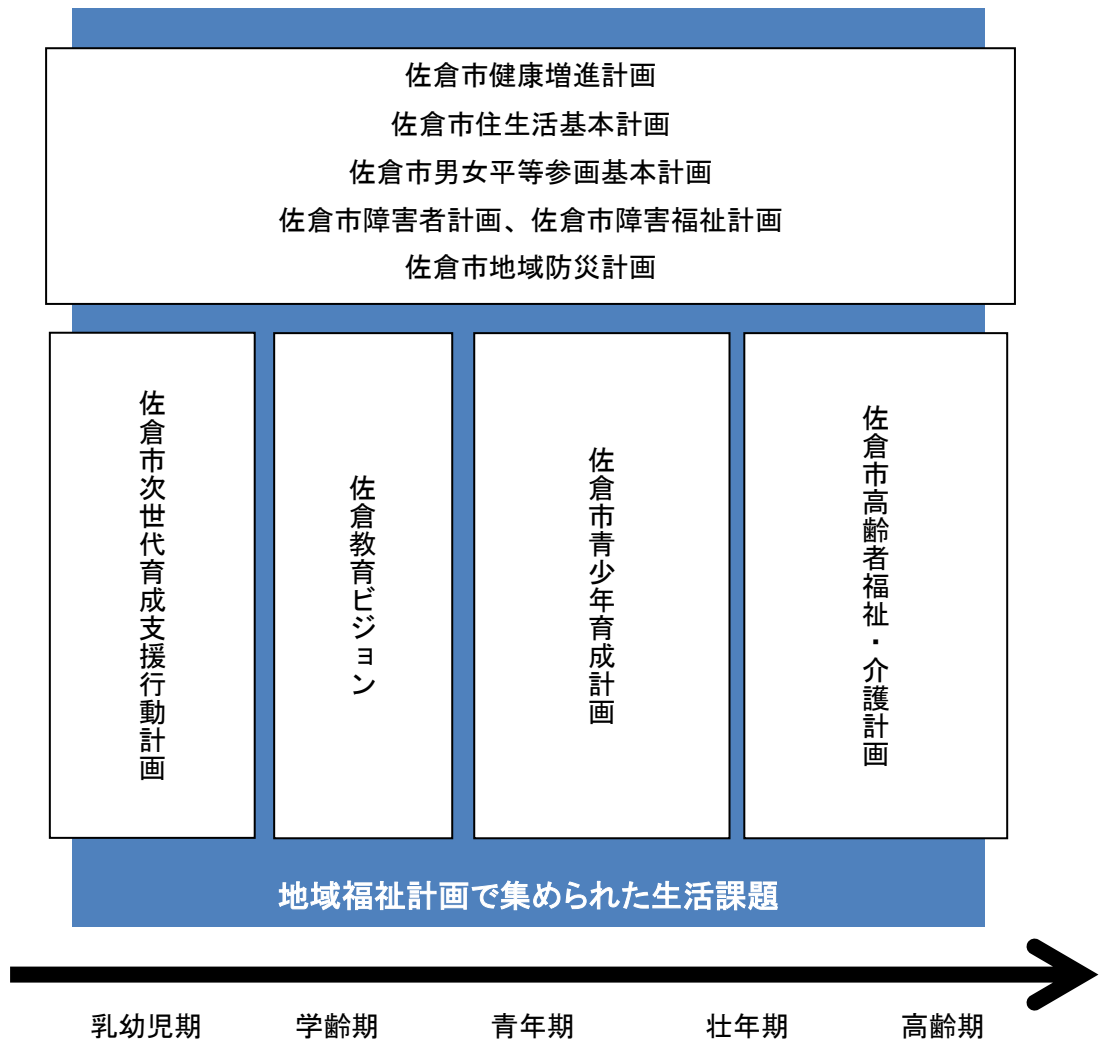 佐倉市健康増進計画
佐倉市住生活基本計画
佐倉市男女平等参画基本計画
佐倉市障害者計画、佐倉市障害福祉計画
佐倉市地域防災計画
佐倉市次世代育成支援行動計画
佐倉教育ビジョン
佐倉市青少年育成計画
佐倉市高齢者福祉・介護計画
地域福祉計画で集められた生活課題
乳幼児期 学齢期 青年期 壮年期 高齢期